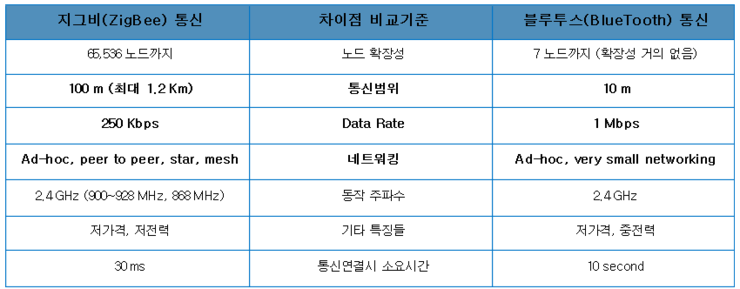 지그비(ZigBee) 통신 차이점 비교기준 블루투스(BlueTooth) 통신
65,536 노드까지 노드 확장성 7 노드까지 (확장성 거의 없음)
100 m (최대 1.2 Km) 통신범위 10 m
250 Kbps Data Rate 1 Mbps
Ad-hoc, peer to peer, star, mesh 네트워킹 Ad-hoc, very small networking
2.4 GHz (900~928 MHz, 868 MHz) 동작 주파수 2.4 GHz
저가격, 저전력 기타 특징들 저가격, 중전력
30 ms 통신연결시 소요시간 10 second